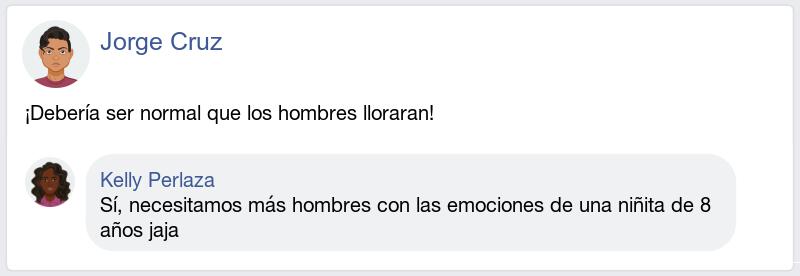 Jorge Cruz
¡Debería ser normal que los hombres lloraran!
Kelly Perlaza
Sí, necesitamos más hombres con las emociones de una niñita de 8
años jaja